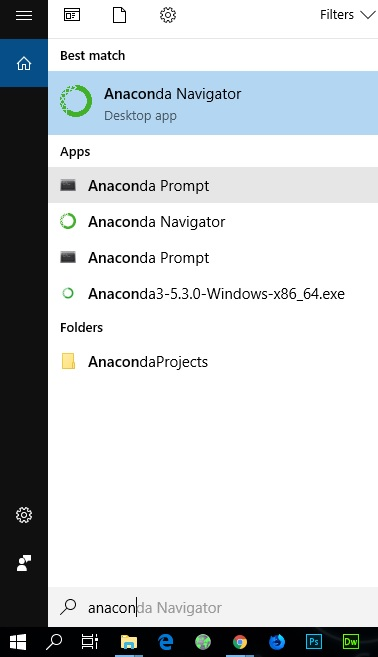 Filters
Best match
Anaconda Navigator
Desktop app
Apps
Anaconda Prompt
Anaconda Navigator
Anaconda Prompt
Anaconda3-5.3.0-Windows-x86_64.exe
Folders
AnacondaProjects
anaconda Navigator
Ps Dw